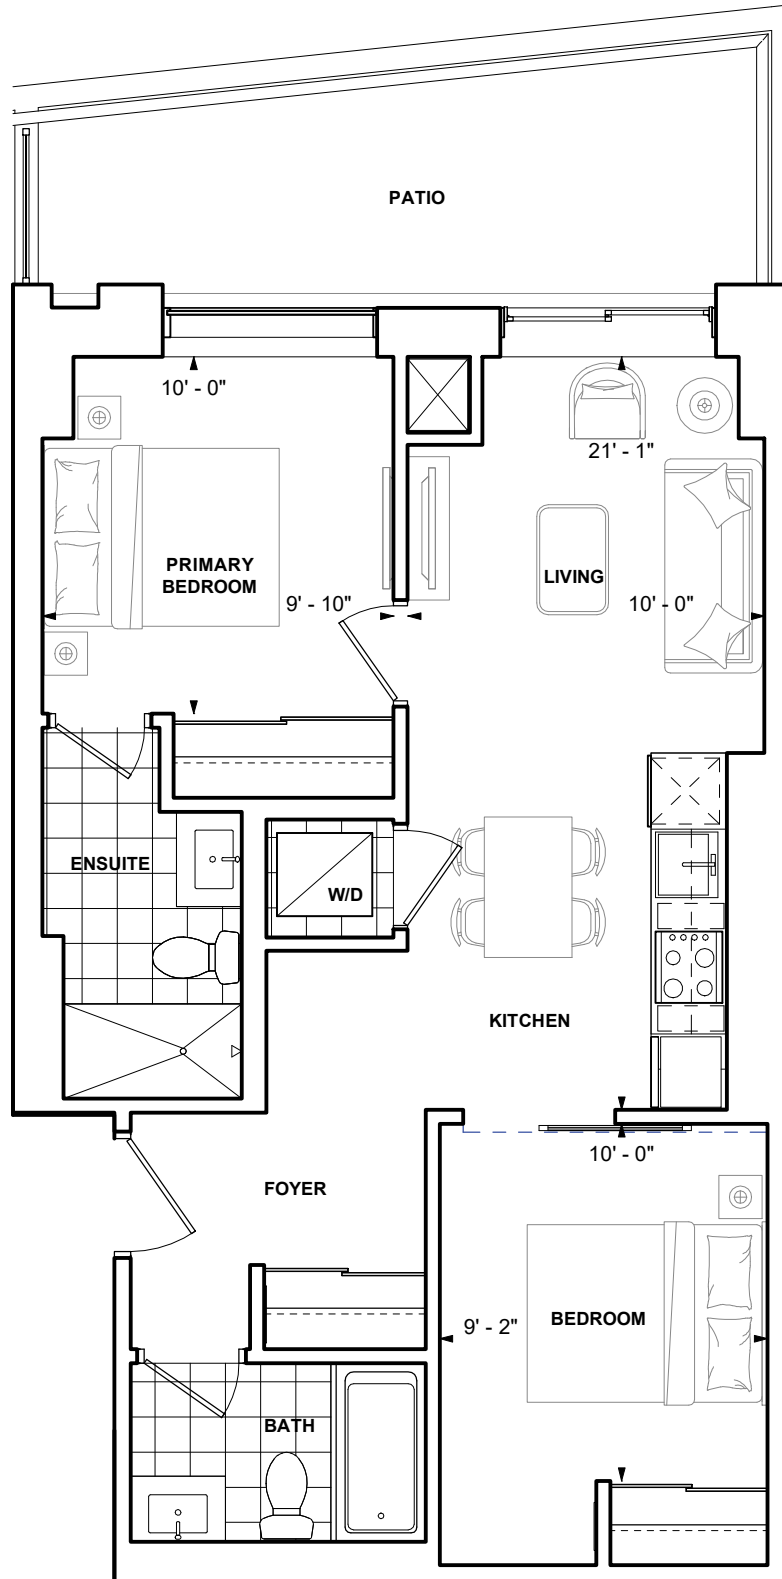 PATIO
10' - 0"
21' - 1"
PRIMARY
BEDROOM
LIVING
9' - 10"
10' - 0"
ENSUITE
W/D
KITCHEN
10' - 0"
FOYER
9' - 2"
BEDROOM
BATH